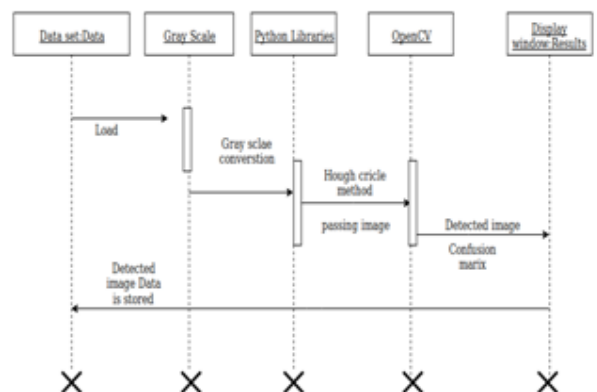 Data set:Data
Gray Scale
Python Libraries
OpenCV
Display
window:Results
Load
Gray sclae
converstion
Hough cricle
method
passing image
Detected image
Confusion
marix
Detected
image Data
is stored